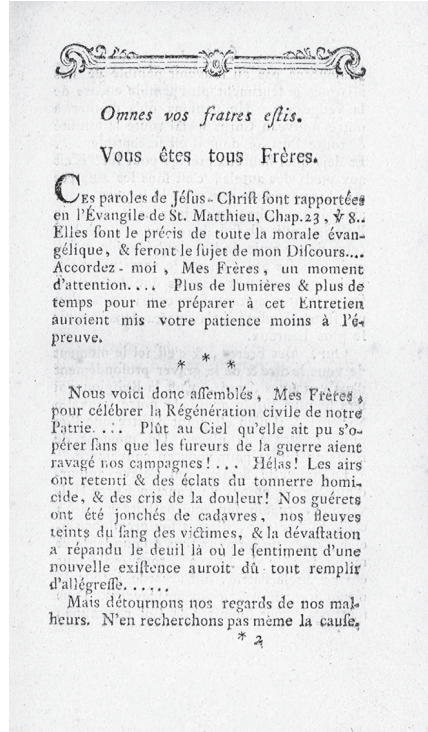 Omnes vos fratres eſtis.
Vous êtes tous Frères.
CEs paroles de Jéſus-Chriſt ſont rapportées
en l'Évangile de St. Matthieu, Chap. 23, ℣ 8..
Elles ſont le précis de toute la morale évan-
gélique, & feront le ſujet de mon Diſcours....
Accordez-moi, Mes Frères, un moment
d'attention.... Plus de lumières & plus de
temps pour me préparer à cet Entretien
auroient mis votre patience moins à l'é-
preuve.
* * *
Nous voici donc aſſemblés, Mes Frères,
pour célébrer la Régénération civile de notre
Patrie.... Plût au Ciel qu'elle ait pu s'o-
pérer ſans que les fureurs de la guerre aient
ravagé nos campagnes!... Hélas! Les airs
ont retenti & des éclats du tonnerre homi-
cide, & des cris de la douleur! Nos guérets
ont été jonchés de cadavres, nos fleuves
teints du ſang des victimes, & la dévaſtation
a répandu le deuil là où le ſentiment d'une
nouvelle exiſtence auroit dû tout remplir
d'allégreſſe......
Mais détournons nos regards de nos mal-
heurs. N'en recherchons pas mème la cauſe.
* 2